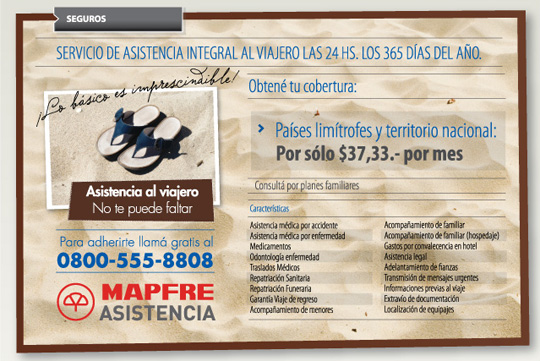 SEGUROS
SERVICIO DE ASISTENCIA INTEGRAL AL VIAJERO LAS 24 HS. LOS 365 DÍAS DEL AÑO.
¡Lo básico es imprescindible!
Asistencia al viajero
No te puede faltar
Para adherirte llamá gratis al
0800-555-8808
MAPFRE
ASISTENCIA
Obtené tu cobertura:
Países limítrofes y territorio nacional:
Por sólo $37,33.- por mes
Consultá por planes familiares
Características
Asistencia médica por accidente
Asistencia médica por enfermedad
Medicamentos
Odontología enfermedad
Traslados Médicos
Repatriación Sanitaria
Repatriación Funeraria
Garantía Viaje de regreso
Acompañamiento de menores
Acompañamiento de familiar
Acompañamiento de familiar (hospedaje)
Gastos por convalecencia en hotel
Asistencia legal
Adelantamiento de fianzas
Transmisión de mensajes urgentes
Informaciones previas al viaje
Extravío de documentación
Localización de equipajes